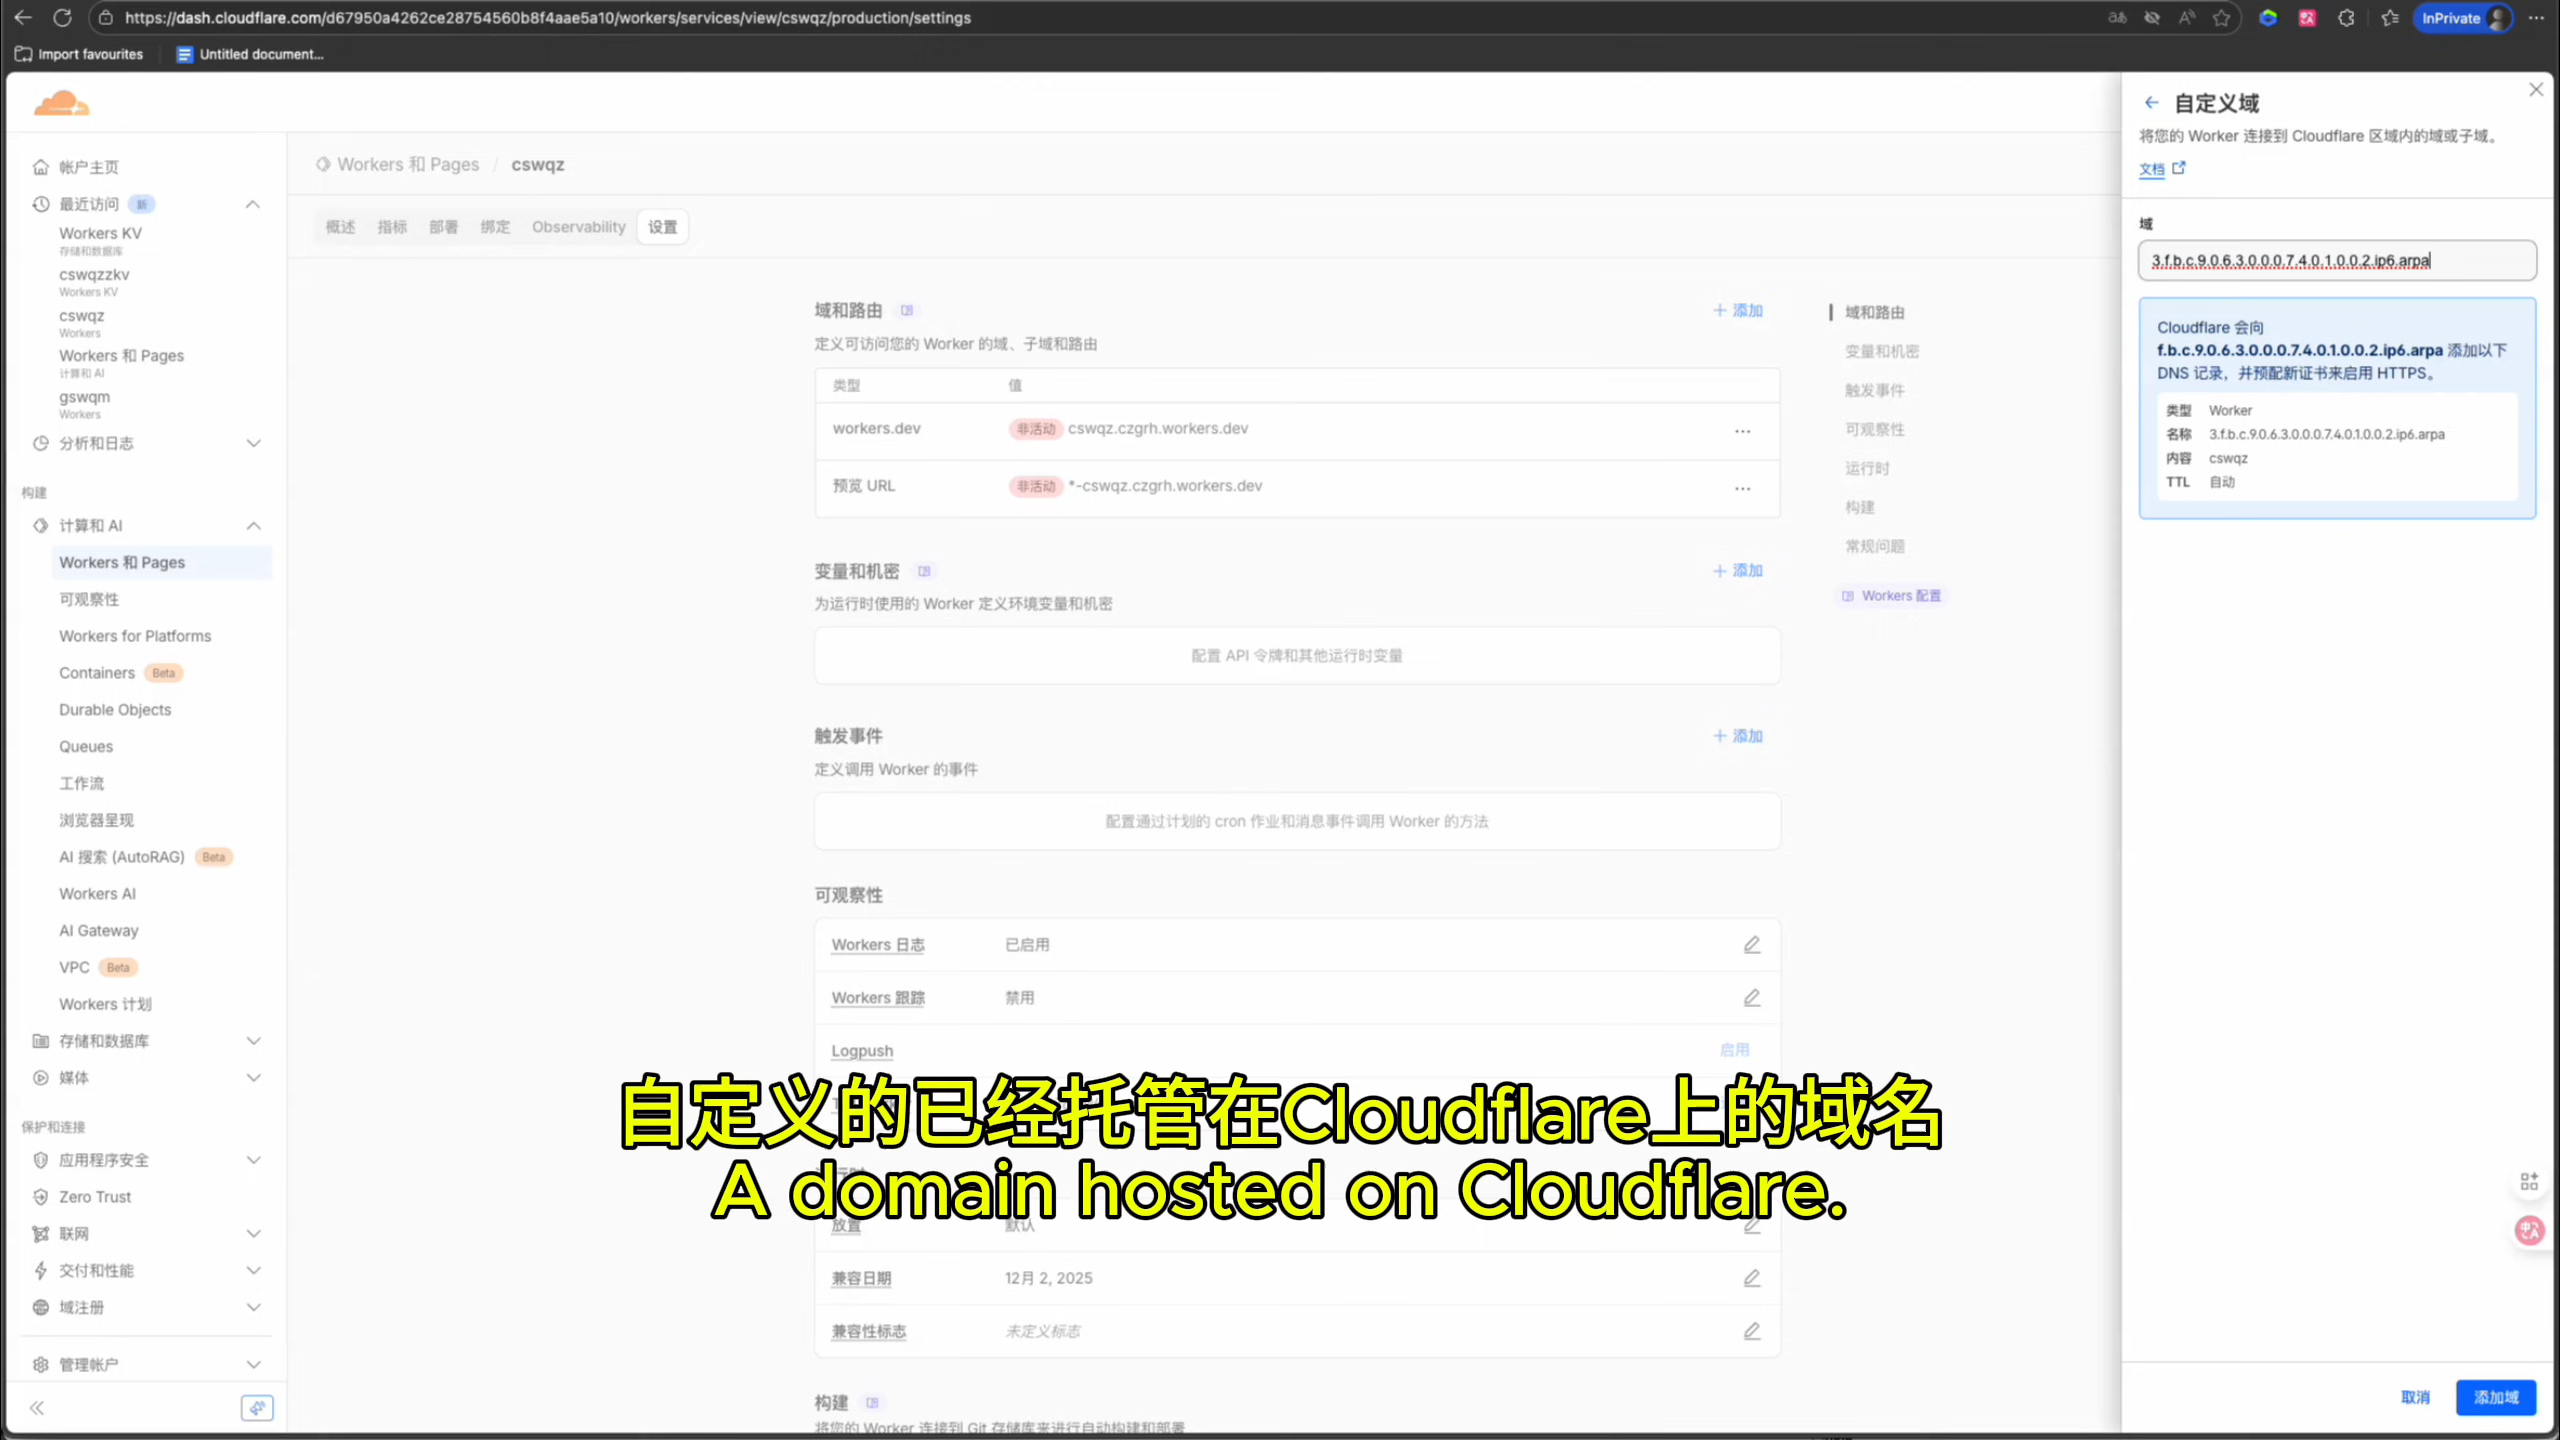 https://dash.cloudflare.com/d67950a4262ce28754560b8f4aae5a10/workers/services/view/cswqz/production/settings
InPrivate
Import favourites
Untitled document...
帐户主页
最近访问 新
Workers KV
存储和数据库
cswqzzkv
Workers KV
cswqz
Workers
Workers 和 Pages
计算和 AI
gswqm
Workers
分析和日志
构建
计算和 AI
Workers 和 Pages
可观察性
Workers for Platforms
Containers Beta
Durable Objects
Queues
工作流
浏览器呈现
AI 搜索 (AutoRAG) Beta
Workers AI
AI Gateway
VPC Beta
Workers 计划
存储和数据库
媒体
保护和连接
应用程序安全
Zero Trust
联网
交付和性能
域注册
管理帐户
Workers 和 Pages / cswqz
概述 指标 部署 绑定 Observability 设置
域和路由 + 添加
定义可访问您的 Worker 的域、子域和路由
类型 值
workers.dev 非活动 cswqz.czgrh.workers.dev ...
预览 URL 非活动 *-cswqz.czgrh.workers.dev ...
变量和机密 + 添加
为运行时使用的 Worker 定义环境变量和机密
配置 API 令牌和其他运行时变量
触发事件 + 添加
定义调用 Worker 的事件
配置通过计划的 cron 作业和消息事件调用 Worker 的方法
可观察性
Workers 日志 已启用
Workers 跟踪 禁用
Logpush 启用
自定义的已经托管在Cloudflare上的域名
A domain hosted on Cloudflare.
放置 默认
兼容日期 12月 2, 2025
兼容性标志 未定义标志
构建
将您的 Worker 连接到 Git 存储库来进行自动构建和部署
域和路由
变量和机密
触发事件
可观察性
运行时
构建
常规问题
Workers 配置
自定义域
将您的 Worker 连接到 Cloudflare 区域内的域或子域。
文档
域
3.f.b.c.9.0.6.3.0.0.0.7.4.0.1.0.0.2.ip6.arpa
Cloudflare 会向
f.b.c.9.0.6.3.0.0.0.7.4.0.1.0.0.2.ip6.arpa 添加以下
DNS 记录，并预配新证书来启用 HTTPS。
类型 Worker
名称 3.f.b.c.9.0.6.3.0.0.0.7.4.0.1.0.0.2.ip6.arpa
内容 cswqz
TTL 自动
取消 添加域